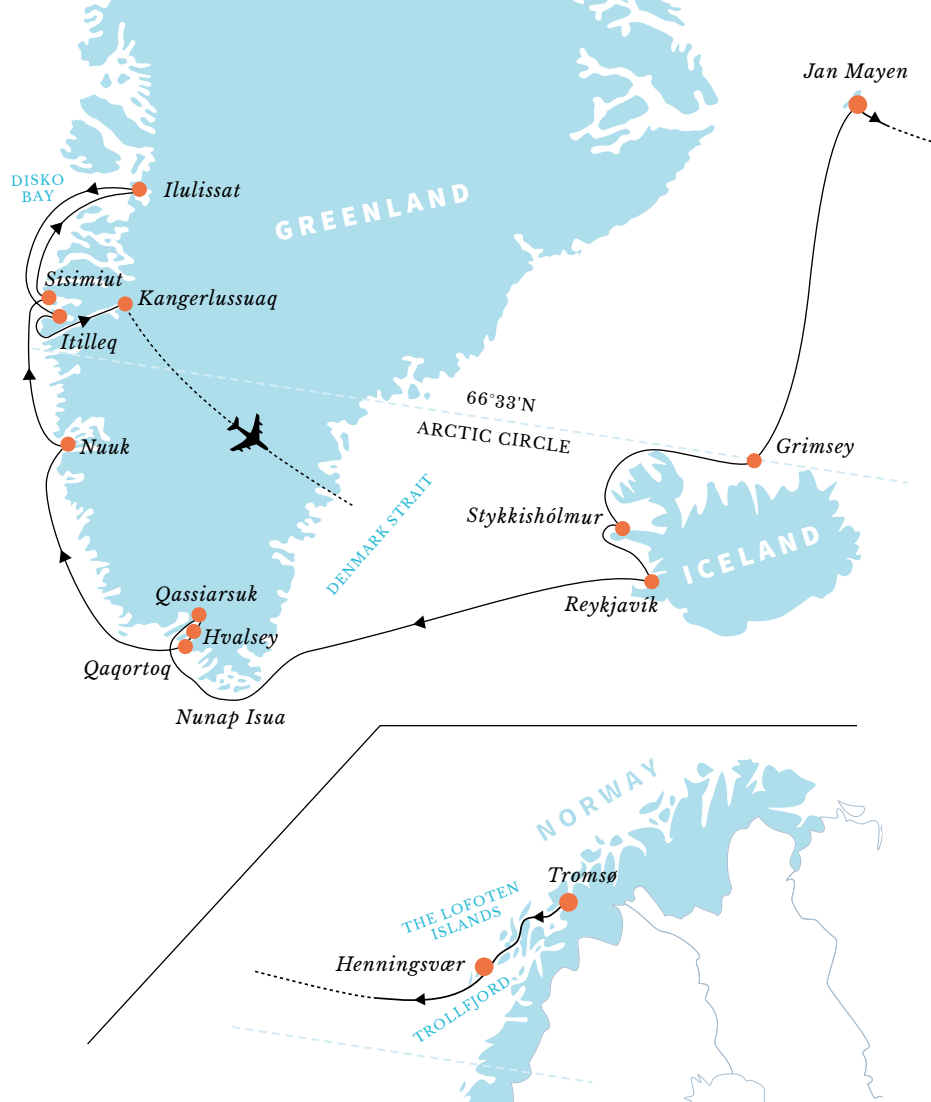 Jan Mayen
DISKO
BAY
Ilulissat
GREENLAND
Sisimiut
Kangerlussuaq
Itilleq
66°33'N
ARCTIC CIRCLE
Nuuk
Grimsey
DENMARK STRAIT
Stykkishólmur
ICELAND
Qassiarsuk
Reykjavík
Hvalsey
Qaqortoq
Nunap Isua
NORWAY
Tromsø
THE LOFOTEN
ISLANDS
Henningsvær
TROLLFJORD